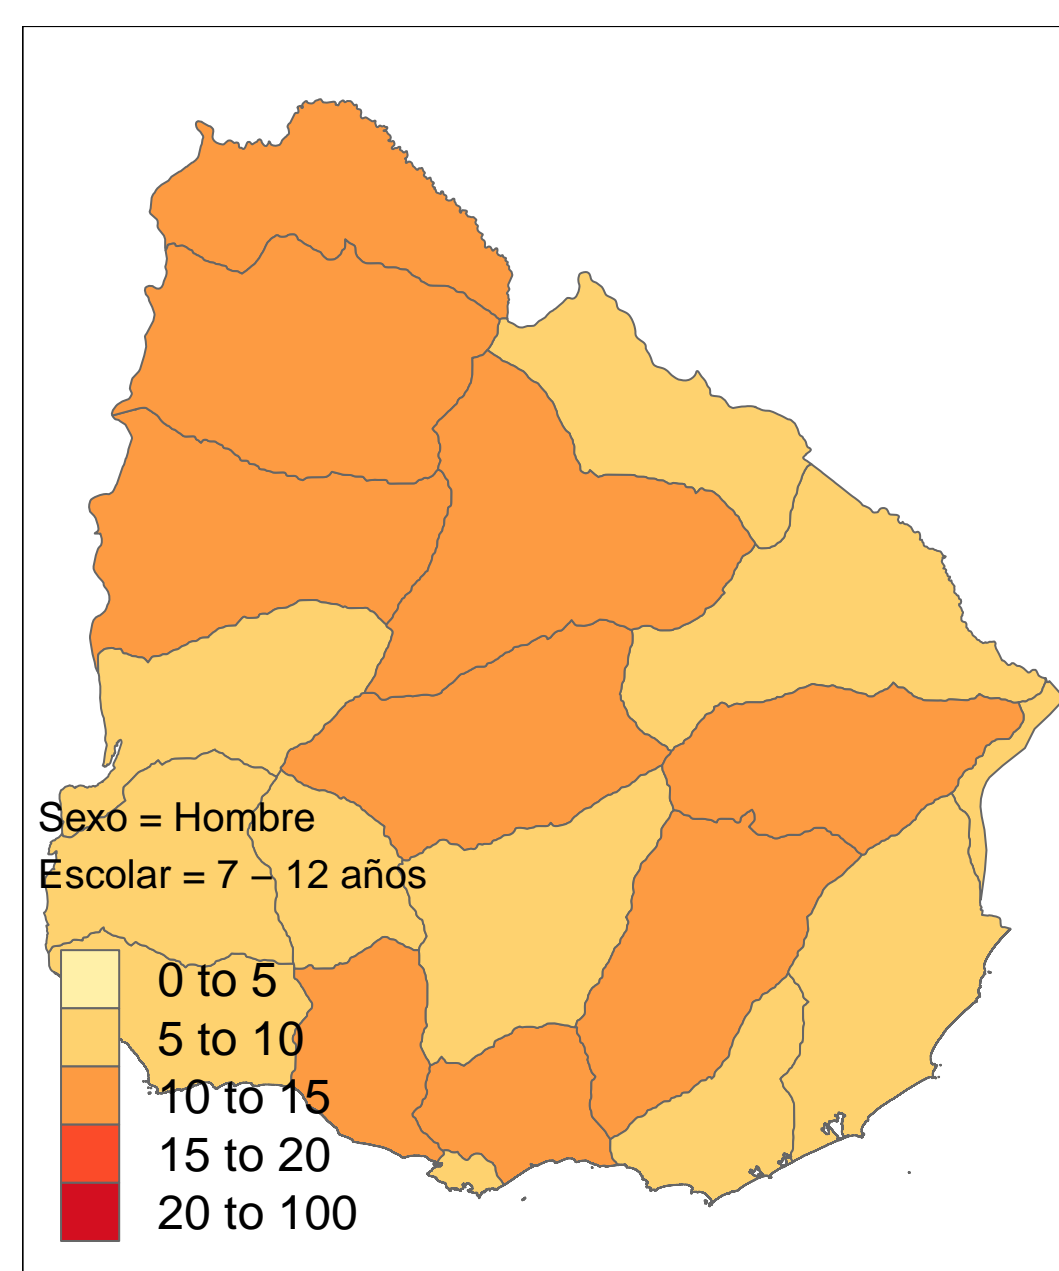 Sexo = Hombre
Escolar = 7 – 12 años
0 to 5
5 to 10
10 to 15
15 to 20
20 to 100